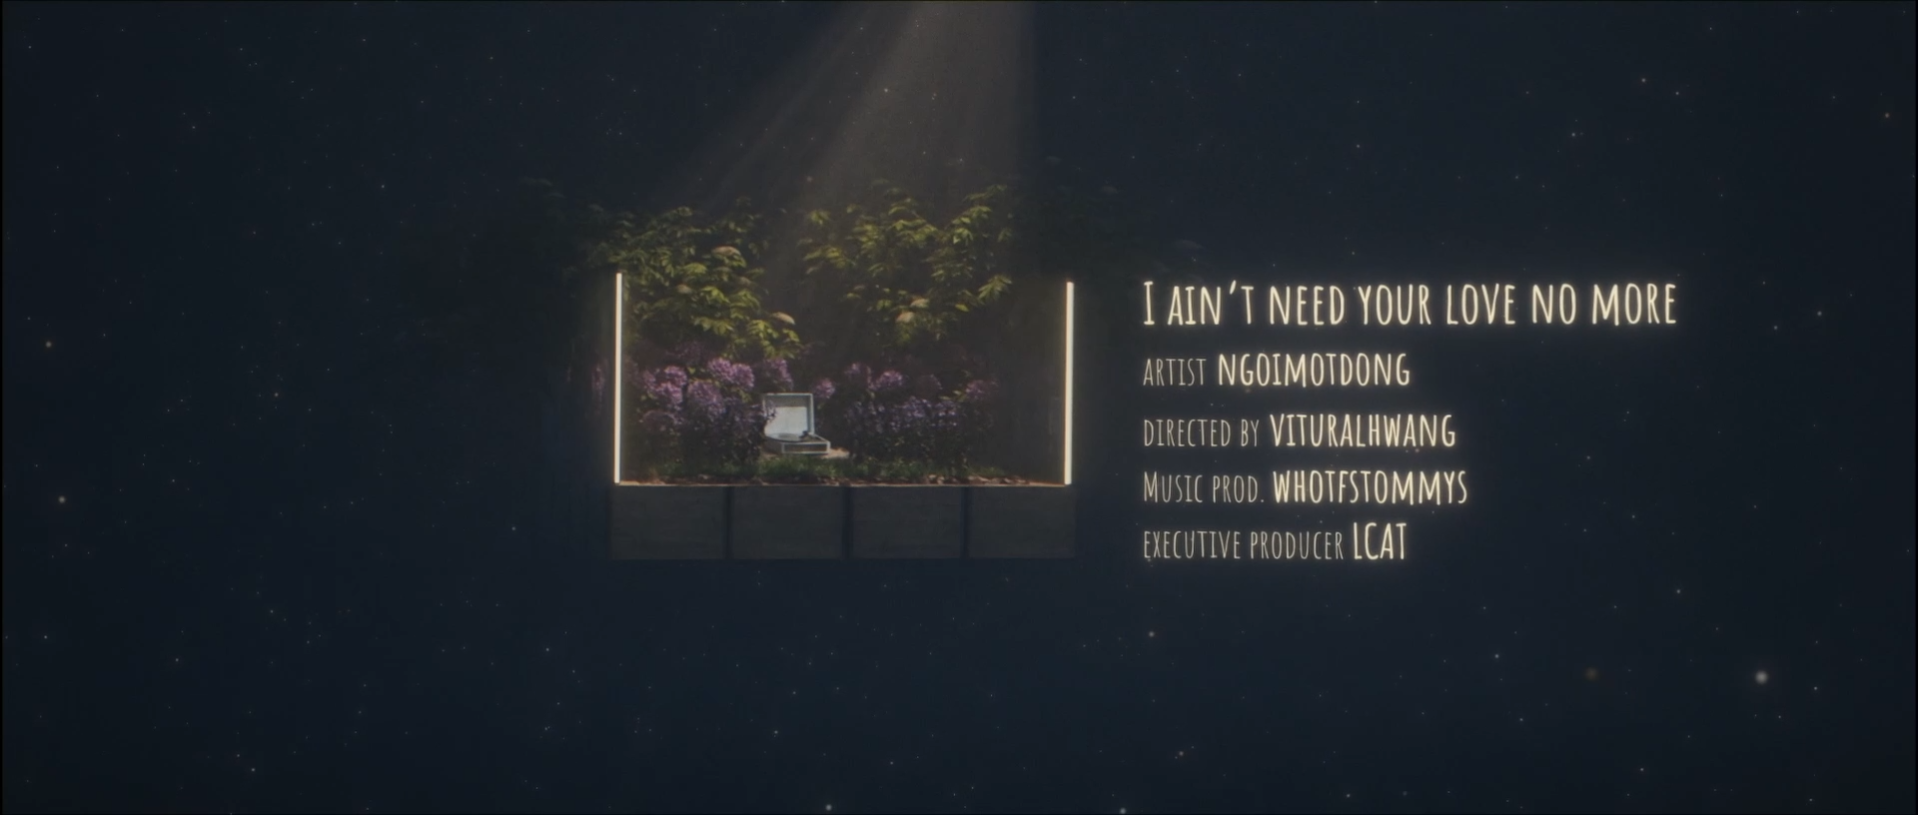 I AIN'T NEED YOUR LOVE NO MORE
ARTIST NGOIMOTDONG
DIRECTED BY VITURALHWANG
MUSIC PROD. WHOTFSTOMMYS
EXECUTIVE PRODUCER LCAT